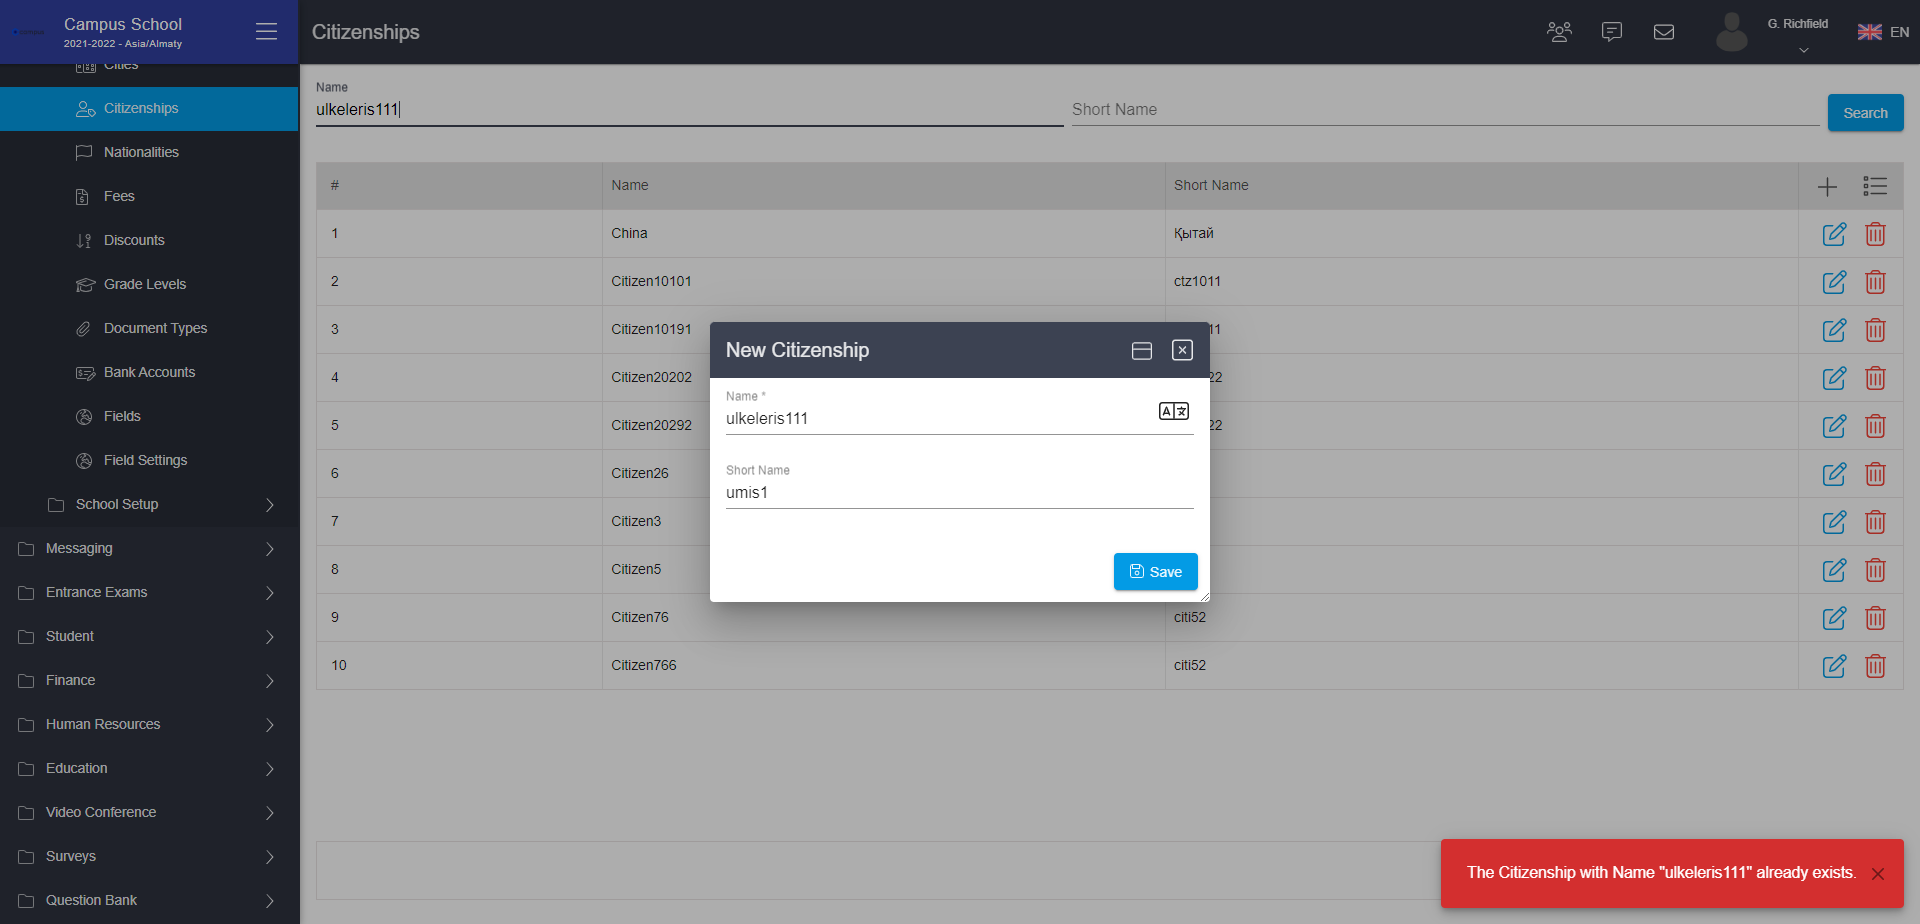 Campus School
2021-2022 - Asia/Almaty
Citizenships
G. Richfield
EN
Cities
Citizenships
Nationalities
Fees
Discounts
Grade Levels
Document Types
Bank Accounts
Fields
Field Settings
School Setup
Messaging
Entrance Exams
Student
Finance
Human Resources
Education
Video Conference
Surveys
Question Bank
Name
ulkeleris111
Short Name
Search
# Name Short Name
1 China Қытай
2 Citizen10101 ctz1011
3 Citizen10191 11
4 Citizen20202 22
5 Citizen20292 22
6 Citizen26
7 Citizen3
8 Citizen5
9 Citizen76 citi52
10 Citizen766 citi52
New Citizenship
Name *
ulkeleris111
Short Name
umis1
Save
The Citizenship with Name "ulkeleris111" already exists.